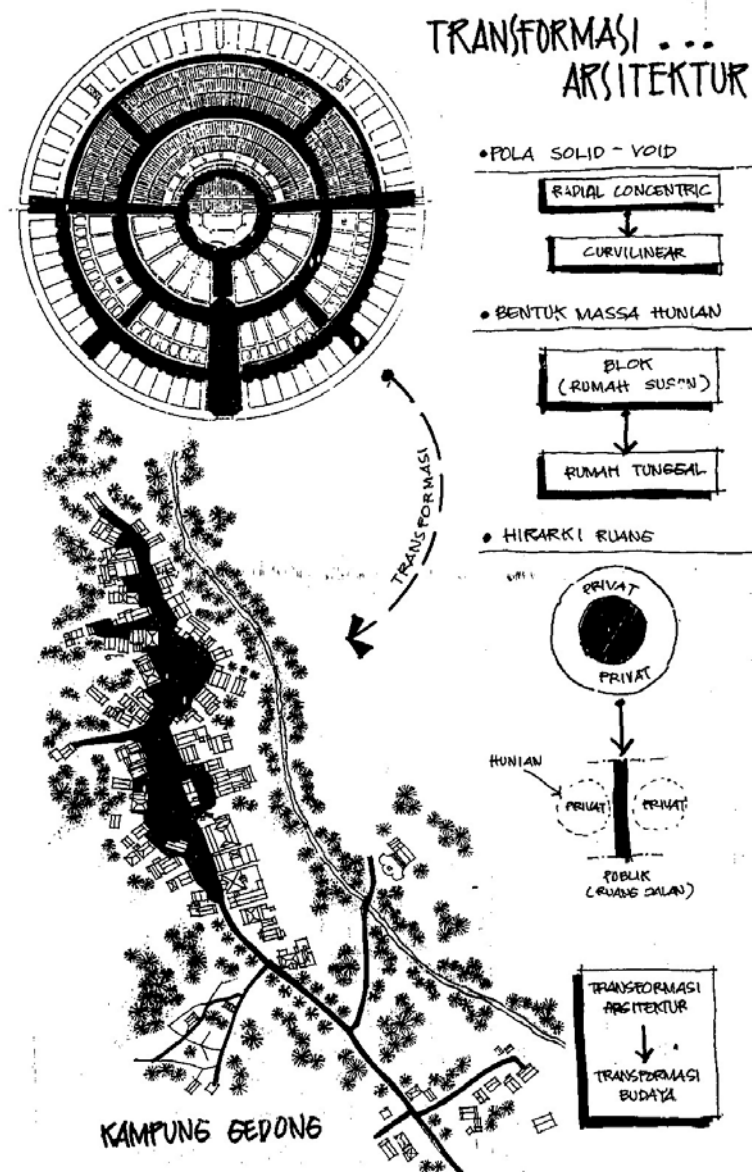 TRANSFORMASI ...
ARSITEKTUR
• POLA SOLID - VOID
RADIAL CONCENTRIC
CURVILINEAR
• BENTUK MASSA HUNIAN
BLOK
(RUMAH SUSUN)
RUMAH TUNGGAL
• HIRARKI RUANG
PRIVAT
PRIVAT
HUNIAN
PRIVAT
PRIVAT
PUBLIK
(RUANG JALAN)
TRANSFORMASI
TRANSFORMASI
ARSITEKTUR
TRANSFORMASI
BUDAYA
KAMPUNG GEDONG